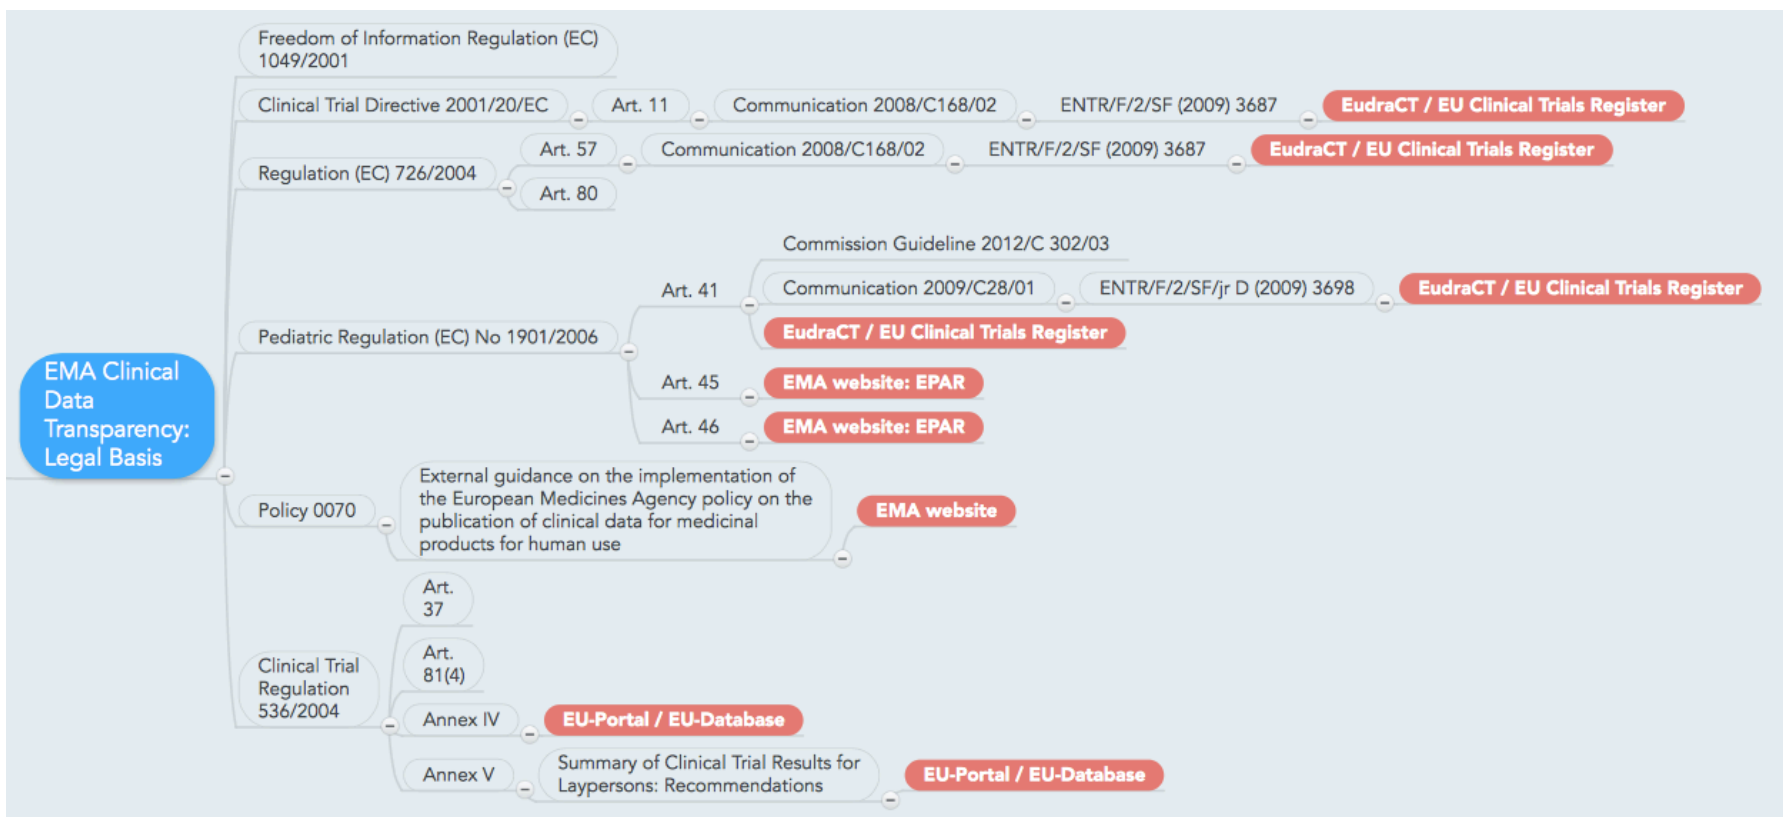 Freedom of Information Regulation (EC)
1049/2001
Clinical Trial Directive 2001/20/EC
Art. 11
Communication 2008/C168/02
ENTR/F/2/SF (2009) 3687
EudraCT / EU Clinical Trials Register
Regulation (EC) 726/2004
Art. 57
Communication 2008/C168/02
ENTR/F/2/SF (2009) 3687
EudraCT / EU Clinical Trials Register
Art. 80
Pediatric Regulation (EC) No 1901/2006
Art. 41
Commission Guideline 2012/C 302/03
Communication 2009/C28/01
ENTR/F/2/SF/jr D (2009) 3698
EudraCT / EU Clinical Trials Register
EudraCT / EU Clinical Trials Register
Art. 45
EMA website: EPAR
Art. 46
EMA website: EPAR
EMA Clinical
Data
Transparency:
Legal Basis
Policy 0070
External guidance on the implementation of
the European Medicines Agency policy on the
publication of clinical data for medicinal
products for human use
EMA website
Clinical Trial
Regulation
536/2004
Art.
37
Art.
81(4)
Annex IV
EU-Portal / EU-Database
Annex V
Summary of Clinical Trial Results for
Laypersons: Recommendations
EU-Portal / EU-Database